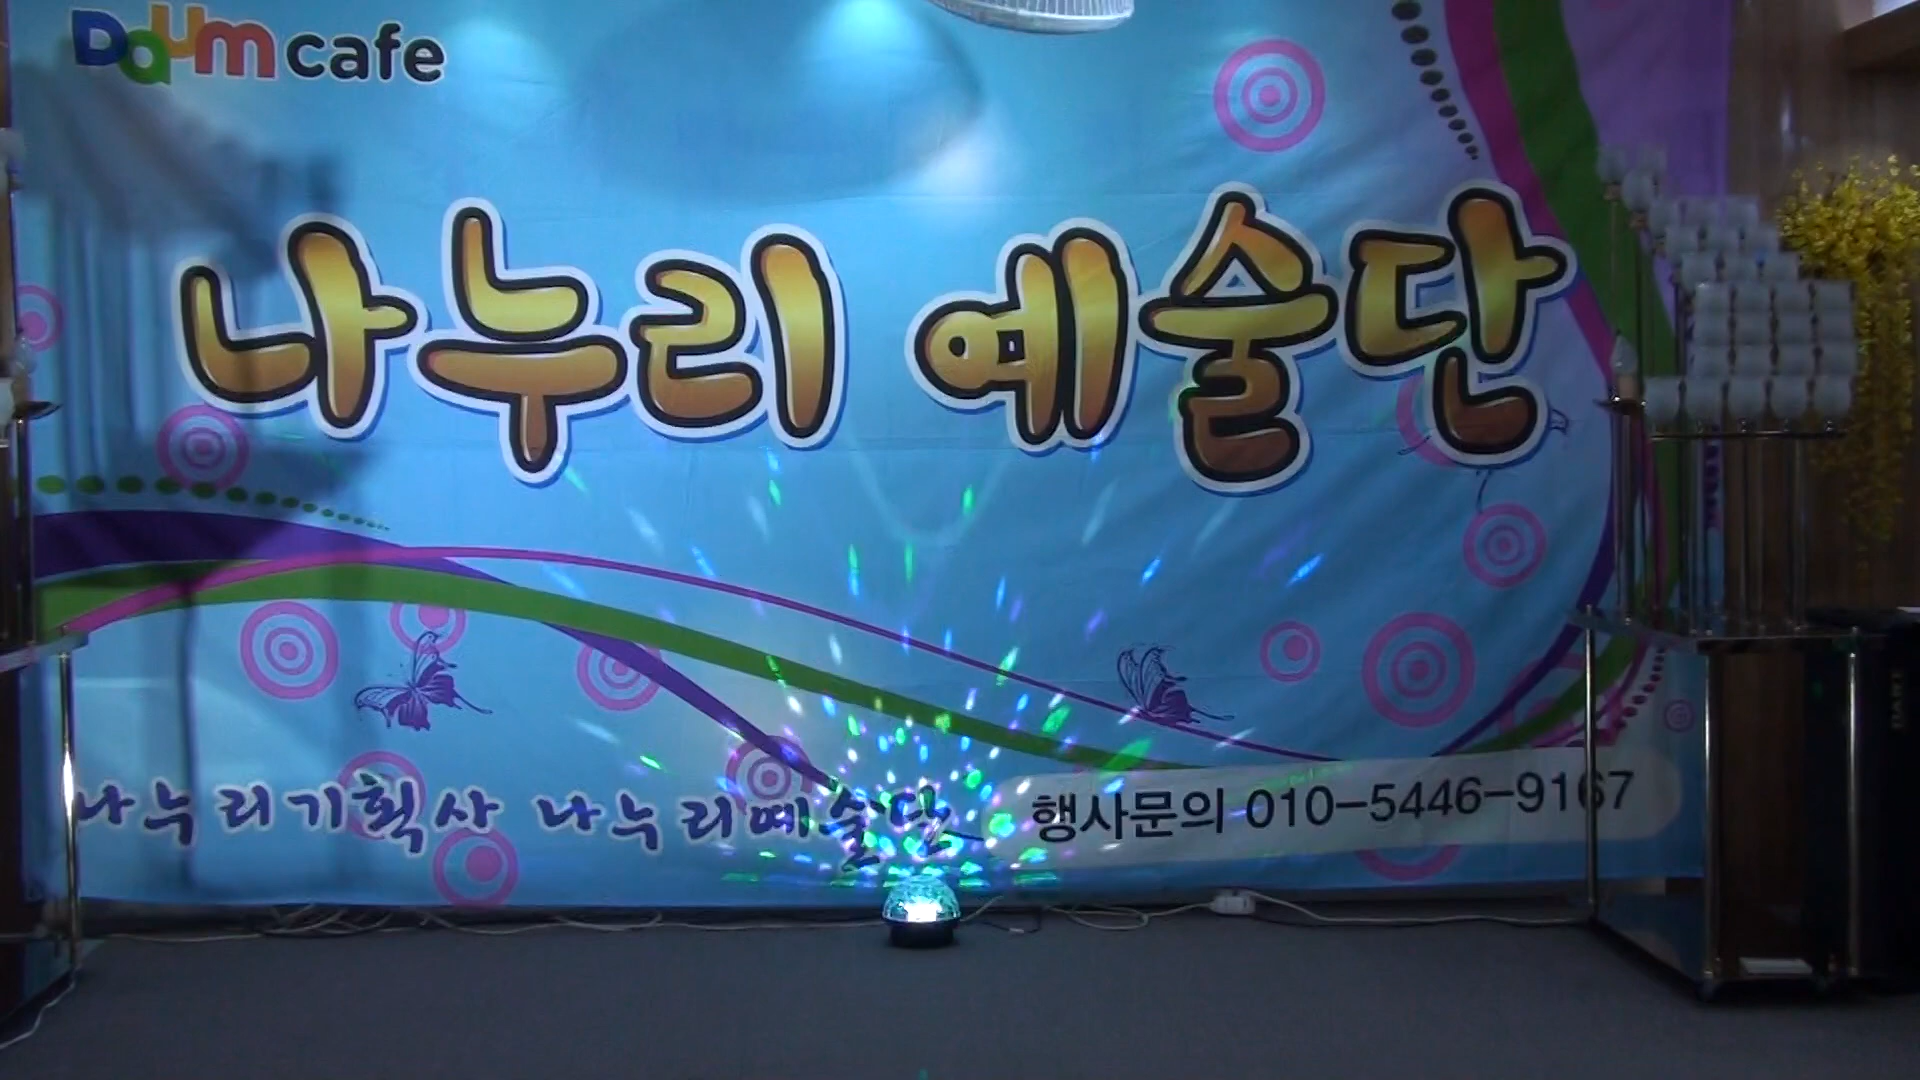 Daum cafe
나누리 예술단
나누리기획사 나누리예술단
행사문의 010-5446-9167